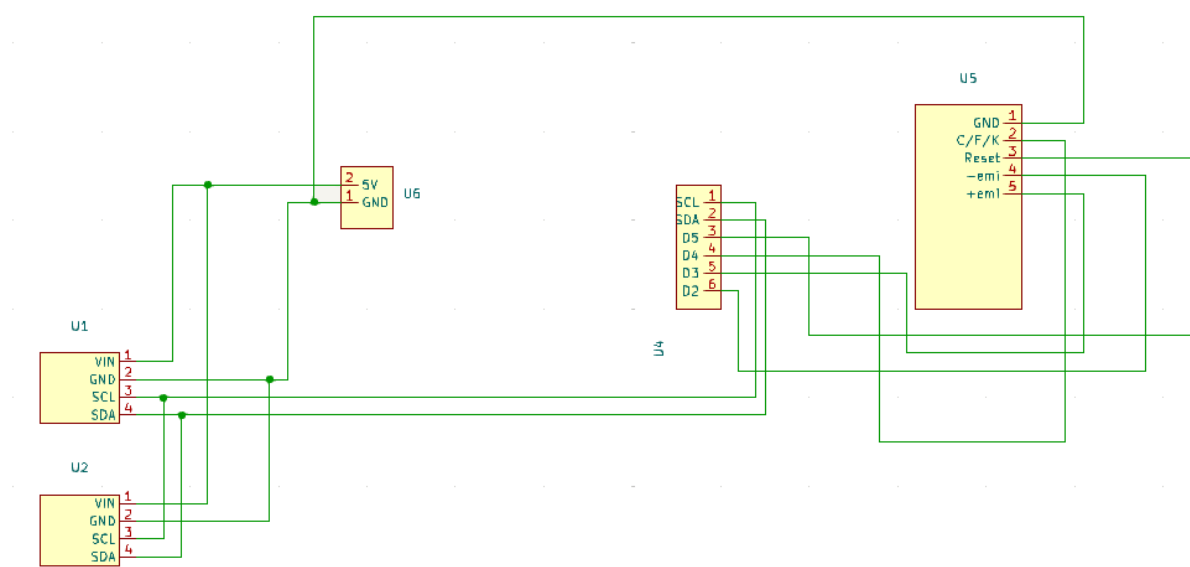 U5
GND 1
C/F/K 2
Reset 3
-emi 4
+emi 5
2 5V
1 GND
U6
SCL 1
SDA 2
D5 3
D4 4
D3 5
D2 6
U4
U1
VIN 1
GND 2
SCL 3
SDA 4
U2
VIN 1
GND 2
SCL 3
SDA 4